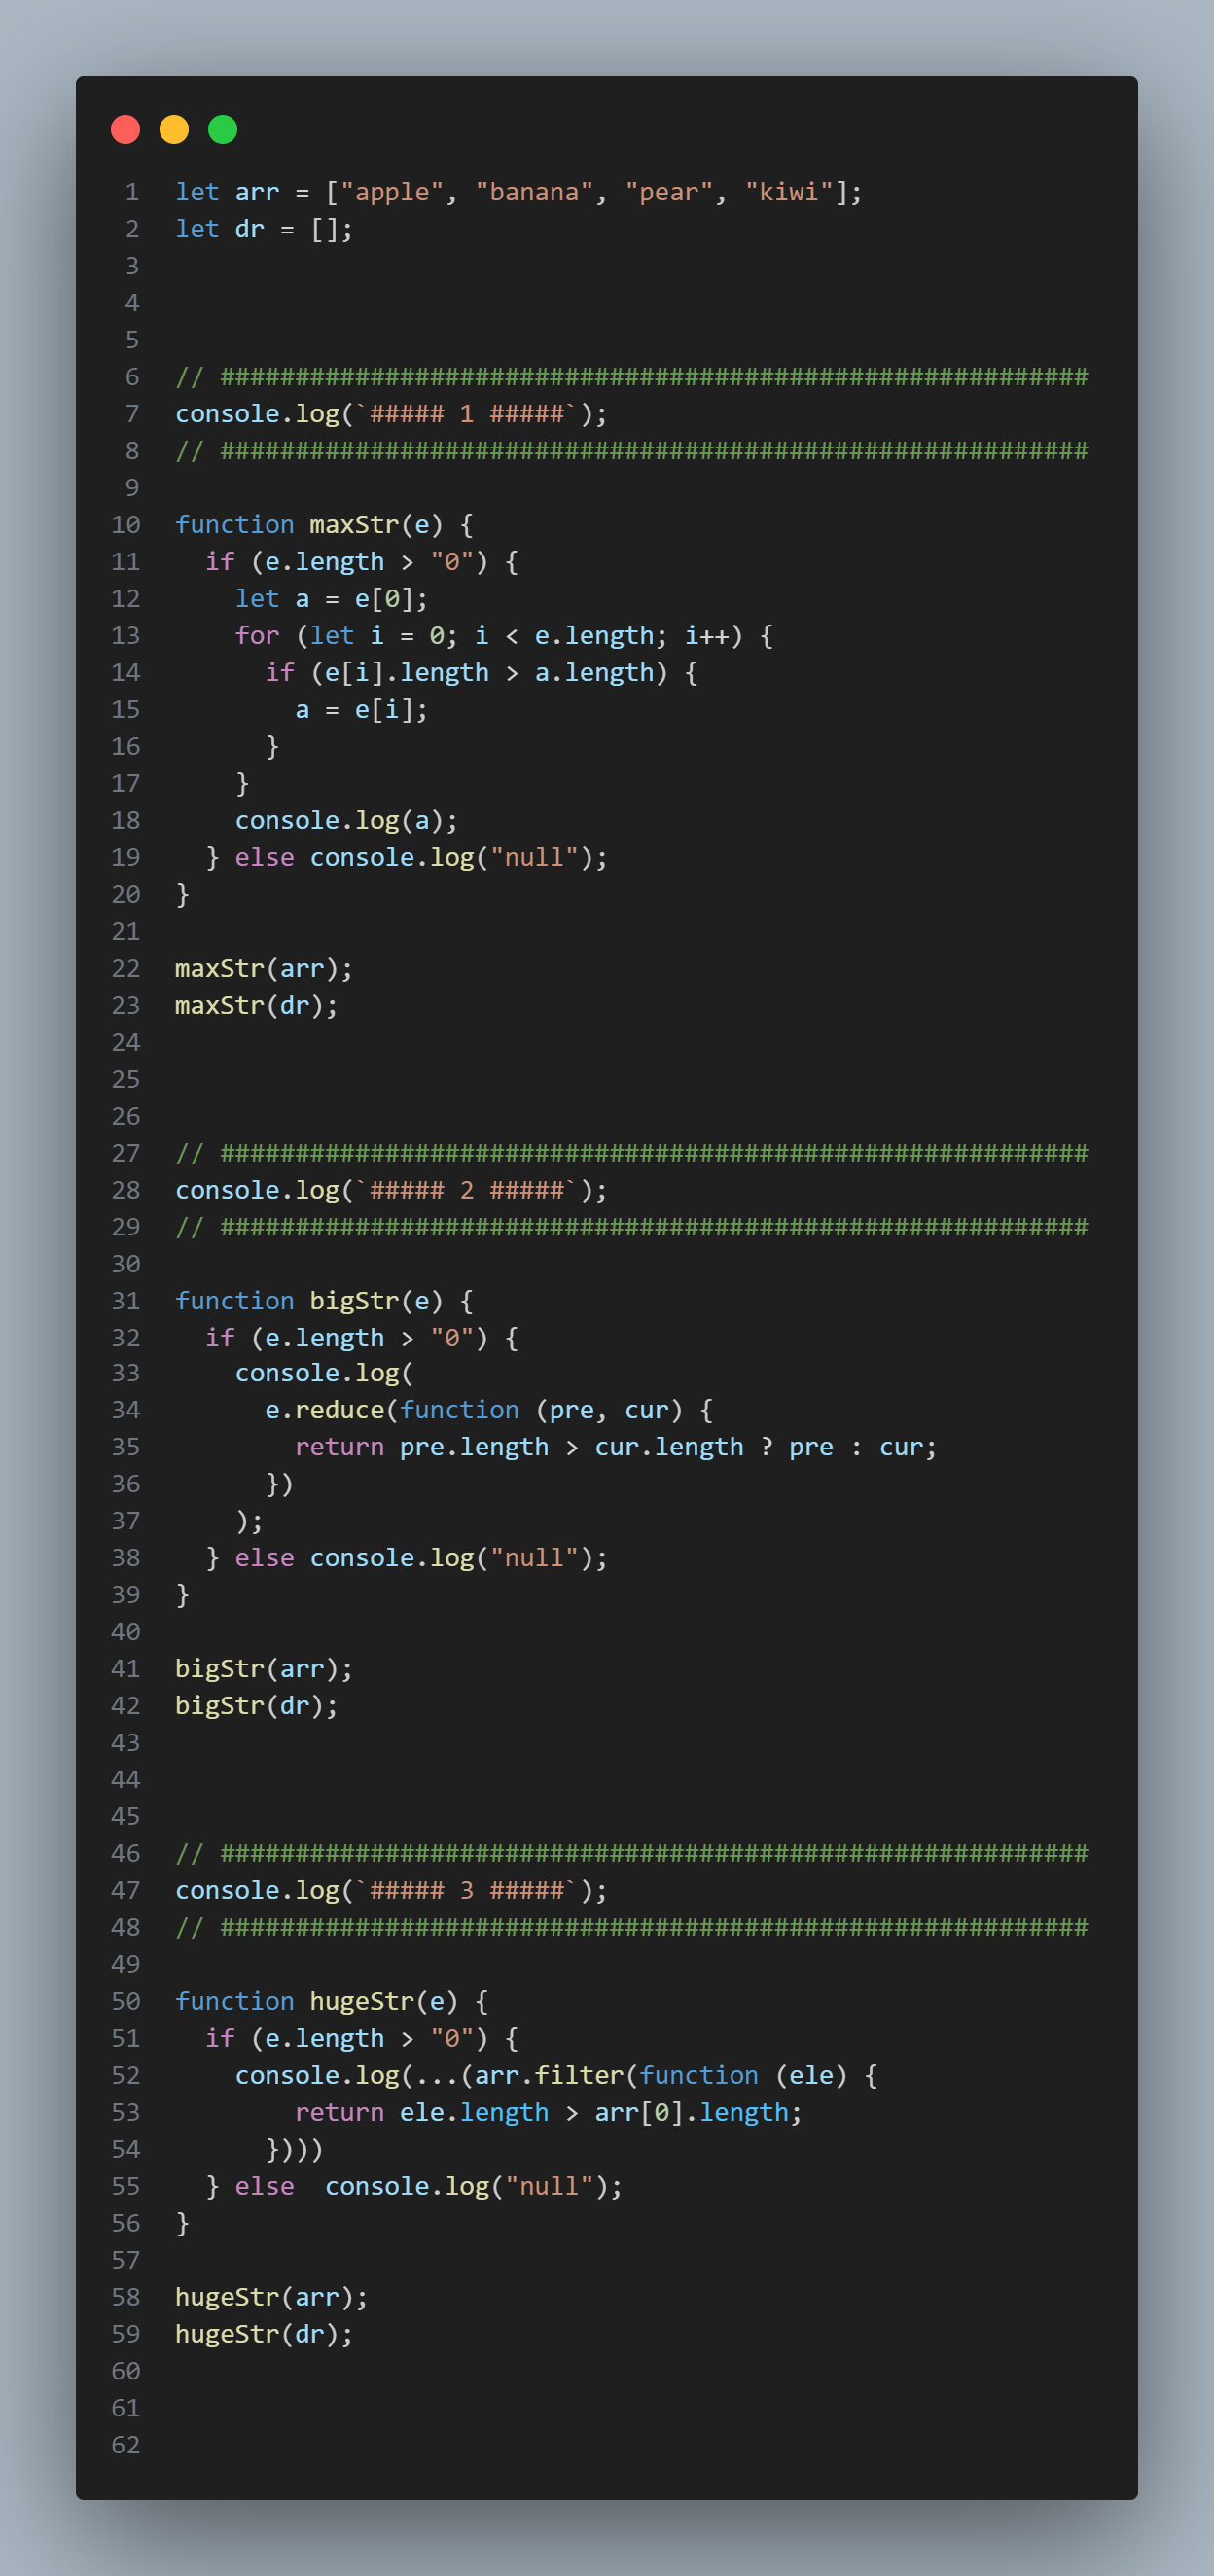 1 let arr = ["apple", "banana", "pear", "kiwi"];
2 let dr = [];
3
4
5
6 // ##########################################################
7 console.log(`##### 1 #####`);
8 // ##########################################################
9
10 function maxStr(e) {
11   if (e.length > "0") {
12     let a = e[0];
13     for (let i = 0; i < e.length; i++) {
14       if (e[i].length > a.length) {
15         a = e[i];
16       }
17     }
18     console.log(a);
19   } else console.log("null");
20 }
21
22 maxStr(arr);
23 maxStr(dr);
24
25
26
27 // ##########################################################
28 console.log(`##### 2 #####`);
29 // ##########################################################
30
31 function bigStr(e) {
32   if (e.length > "0") {
33     console.log(
34       e.reduce(function (pre, cur) {
35         return pre.length > cur.length ? pre : cur;
36       })
37     );
38   } else console.log("null");
39 }
40
41 bigStr(arr);
42 bigStr(dr);
43
44
45
46 // ##########################################################
47 console.log(`##### 3 #####`);
48 // ##########################################################
49
50 function hugeStr(e) {
51   if (e.length > "0") {
52     console.log(...(arr.filter(function (ele) {
53         return ele.length > arr[0].length;
54       })))
55   } else  console.log("null");
56 }
57
58 hugeStr(arr);
59 hugeStr(dr);
60
61
62